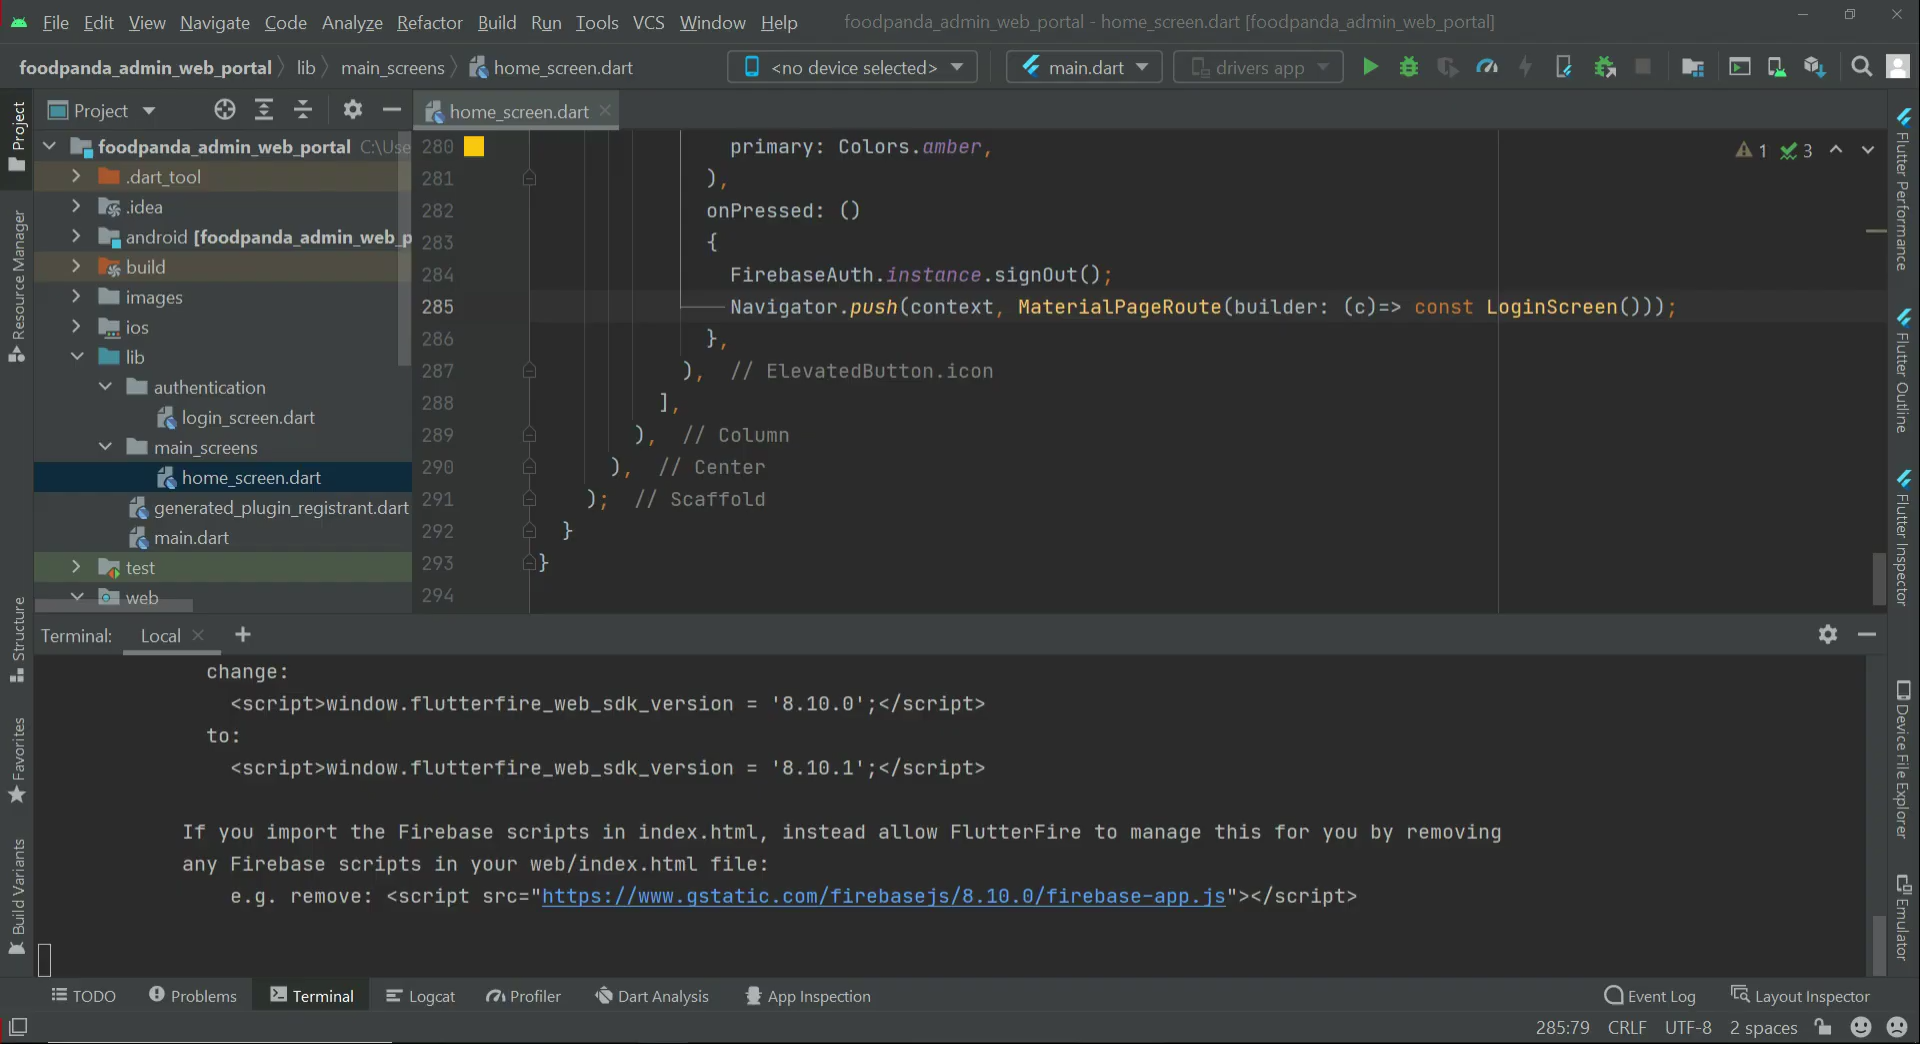 File Edit View Navigate Code Analyze Refactor Build Run Tools VCS Window Help foodpanda_admin_web_portal - home_screen.dart [foodpanda_admin_web_portal]
foodpanda_admin_web_portal lib main_screens home_screen.dart <no device selected> main.dart drivers app
Project home_screen.dart
foodpanda_admin_web_portal C:\Use
.dart_tool
.idea
android [foodpanda_admin_web_p
build
images
ios
lib
authentication
login_screen.dart
main_screens
home_screen.dart
generated_plugin_registrant.dart
main.dart
test
web
280 primary: Colors.amber,
281 ),
282 onPressed: ()
283 {
284 FirebaseAuth.instance.signOut();
285 Navigator.push(context, MaterialPageRoute(builder: (c)=> const LoginScreen()));
286 },
287 ), // ElevatedButton.icon
288 ],
289 ), // Column
290 ), // Center
291 ); // Scaffold
292 }
293 }
294
1 3
Project
Resource Manager
Structure
Favorites
Build Variants
Flutter Performance
Flutter Outline
Flutter Inspector
Device File Explorer
Emulator
Terminal: Local
change:
<script>window.flutterfire_web_sdk_version = '8.10.0';</script>
to:
<script>window.flutterfire_web_sdk_version = '8.10.1';</script>
If you import the Firebase scripts in index.html, instead allow FlutterFire to manage this for you by removing
any Firebase scripts in your web/index.html file:
e.g. remove: <script src="https://www.gstatic.com/firebasejs/8.10.0/firebase-app.js"></script>
TODO Problems Terminal Logcat Profiler Dart Analysis App Inspection Event Log Layout Inspector
285:79 CRLF UTF-8 2 spaces